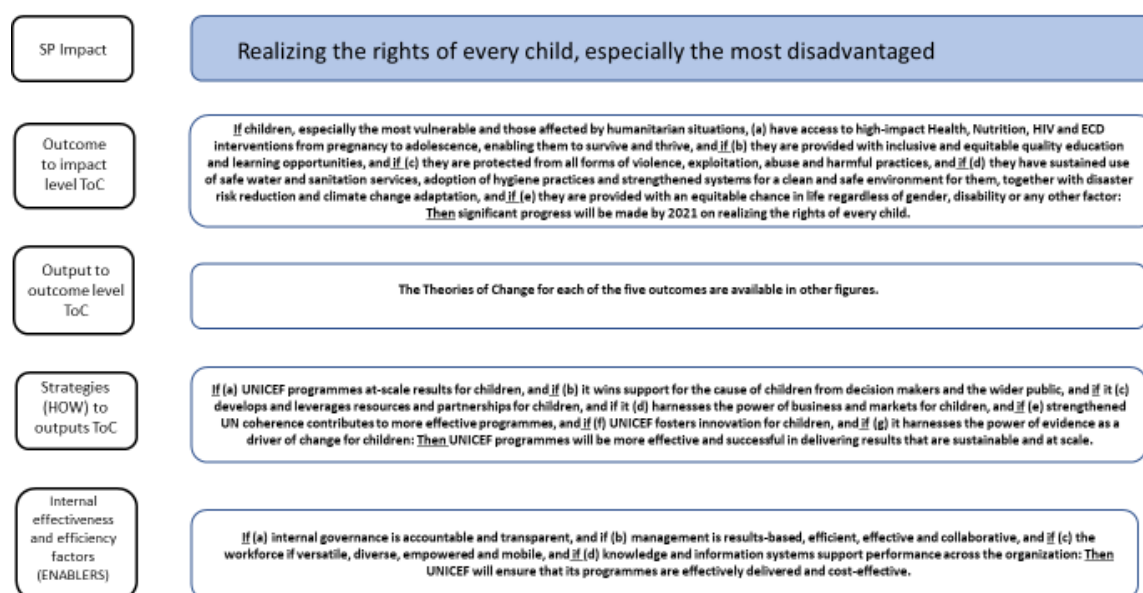 SP Impact
Realizing the rights of every child, especially the most disadvantaged
Outcome
to impact
level ToC
If children, especially the most vulnerable and those affected by humanitarian situations, (a) have access to high-impact Health, Nutrition, HIV and ECD
interventions from pregnancy to adolescence, enabling them to survive and thrive, and if (b) they are provided with inclusive and equitable quality education
and learning opportunities, and if (c) they are protected from all forms of violence, exploitation, abuse and harmful practices, and if (d) they have sustained use
of safe water and sanitation services, adoption of hygiene practices and strengthened systems for a clean and safe environment for them, together with disaster
risk reduction and climate change adaptation, and if (e) they are provided with an equitable chance in life regardless of gender, disability or any other factor:
Then significant progress will be made by 2021 on realizing the rights of every child.
Output to
outcome level
ToC
The Theories of Change for each of the five outcomes are available in other figures.
Strategies
(HOW) to
outputs ToC
If (a) UNICEF programmes at-scale results for children, and if (b) it wins support for the cause of children from decision makers and the wider public, and if it (c)
develops and leverages resources and partnerships for children, and if it (d) harnesses the power of business and markets for children, and if (e) strengthened
UN coherence contributes to more effective programmes, and if (f) UNICEF fosters innovation for children, and if (g) it harnesses the power of evidence as a
driver of change for children: Then UNICEF programmes will be more effective and successful in delivering results that are sustainable and at scale.
Internal
effectiveness
and efficiency
factors
(ENABLERS)
If (a) internal governance is accountable and transparent, and if (b) management is results-based, efficient, effective and collaborative, and if (c) the
workforce if versatile, diverse, empowered and mobile, and if (d) knowledge and information systems support performance across the organization: Then
UNICEF will ensure that its programmes are effectively delivered and cost-effective.